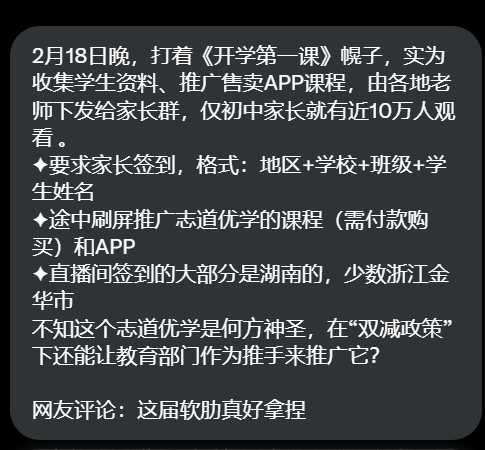 2月18日晚，打着《开学第一课》幌子，实为
收集学生资料、推广售卖APP课程，由各地老
师下发给家长群，仅初中家长就有近10万人观
看 。
✦要求家长签到，格式：地区+学校+班级+学
生姓名
✦途中刷屏推广志道优学的课程（需付款购
买）和APP
✦直播间签到的大部分是湖南的，少数浙江金
华市
不知这个志道优学是何方神圣，在“双减政策”
下还能让教育部门作为推手来推广它？
网友评论：这届软肋真好拿捏